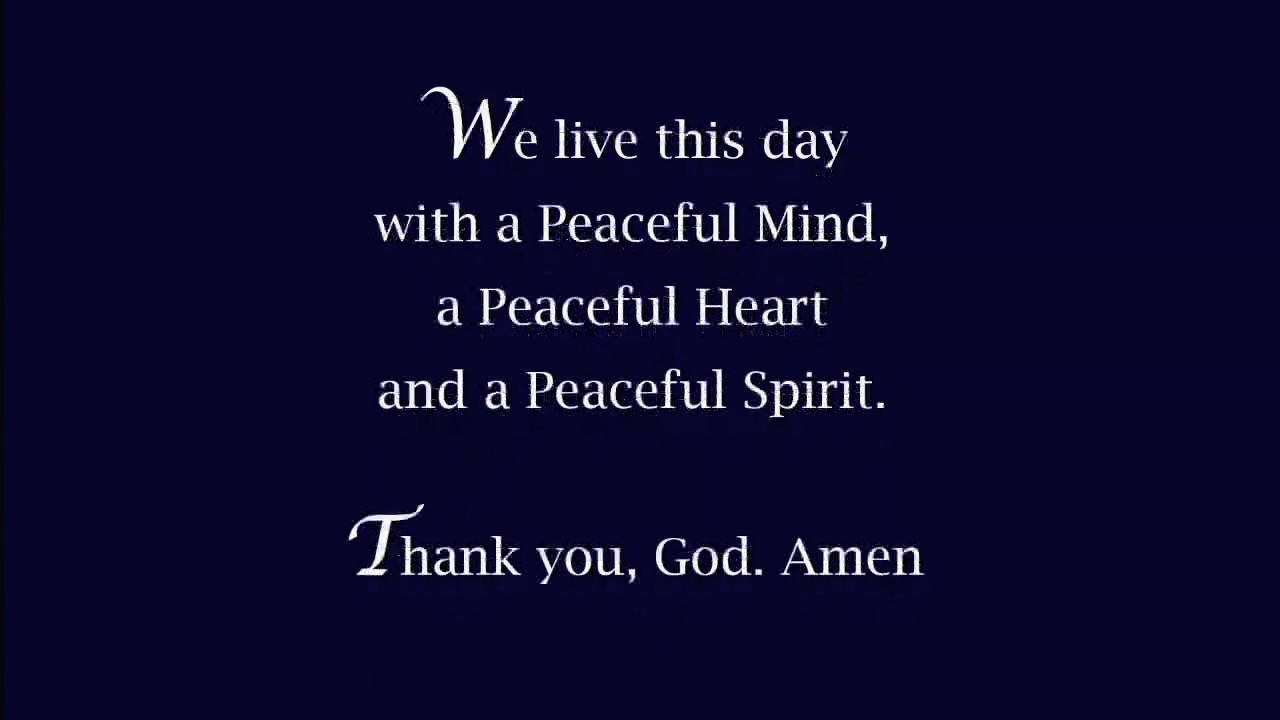 We live this day
with a Peaceful Mind,
a Peaceful Heart
and a Peaceful Spirit.
Thank you, God. Amen